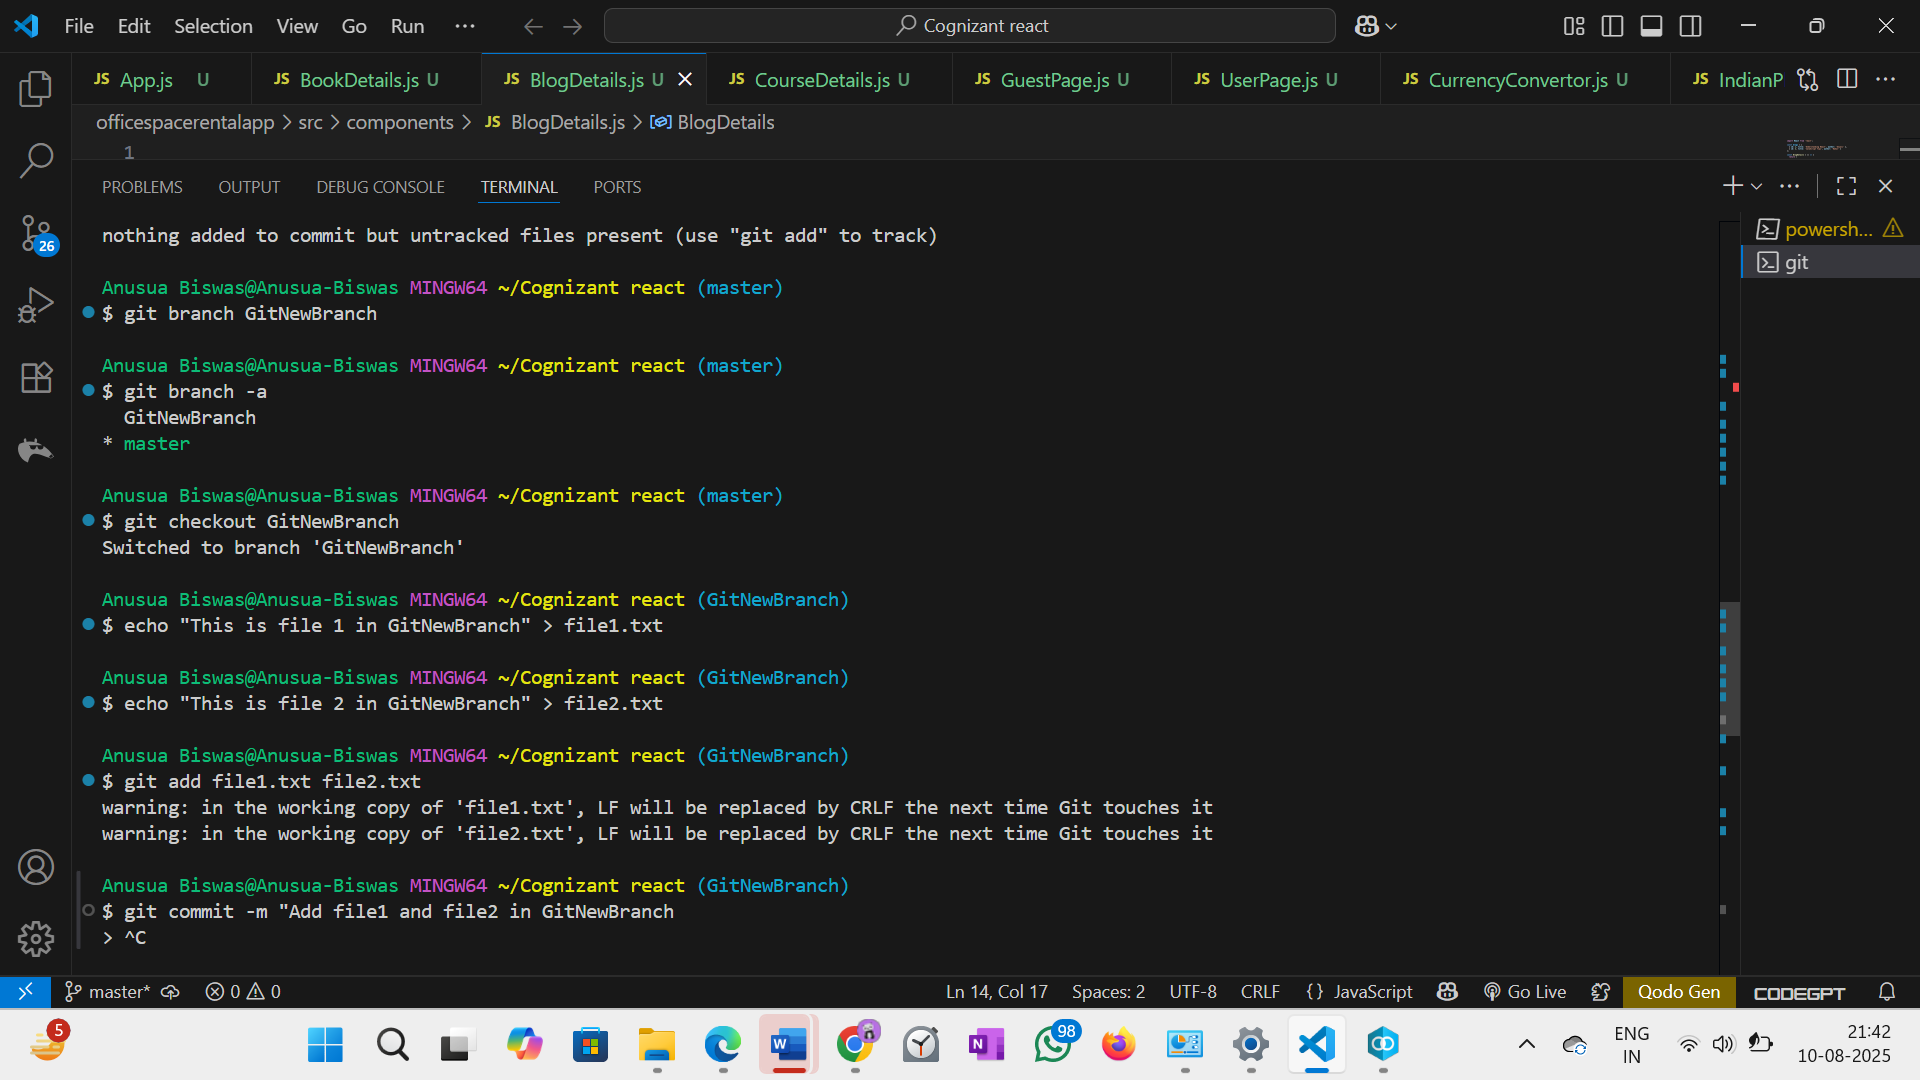 File Edit Selection View Go Run ··· Cognizant react
JS App.js U JS BookDetails.js U JS BlogDetails.js U JS CourseDetails.js U JS GuestPage.js U JS UserPage.js U JS CurrencyConvertor.js U JS IndianP
officespacerentalapp > src > components > JS BlogDetails.js > BlogDetails
1
PROBLEMS OUTPUT DEBUG CONSOLE TERMINAL PORTS
powersh...
git
26
nothing added to commit but untracked files present (use "git add" to track)
Anusua Biswas@Anusua-Biswas MINGW64 ~/Cognizant react (master)
$ git branch GitNewBranch
Anusua Biswas@Anusua-Biswas MINGW64 ~/Cognizant react (master)
$ git branch -a
GitNewBranch
* master
Anusua Biswas@Anusua-Biswas MINGW64 ~/Cognizant react (master)
$ git checkout GitNewBranch
Switched to branch 'GitNewBranch'
Anusua Biswas@Anusua-Biswas MINGW64 ~/Cognizant react (GitNewBranch)
$ echo "This is file 1 in GitNewBranch" > file1.txt
Anusua Biswas@Anusua-Biswas MINGW64 ~/Cognizant react (GitNewBranch)
$ echo "This is file 2 in GitNewBranch" > file2.txt
Anusua Biswas@Anusua-Biswas MINGW64 ~/Cognizant react (GitNewBranch)
$ git add file1.txt file2.txt
warning: in the working copy of 'file1.txt', LF will be replaced by CRLF the next time Git touches it
warning: in the working copy of 'file2.txt', LF will be replaced by CRLF the next time Git touches it
Anusua Biswas@Anusua-Biswas MINGW64 ~/Cognizant react (GitNewBranch)
$ git commit -m "Add file1 and file2 in GitNewBranch
> ^C
master* 0 0 Ln 14, Col 17 Spaces: 2 UTF-8 CRLF {} JavaScript Go Live Qodo Gen CODEGPT
5 98 ENG IN 21:42
10-08-2025